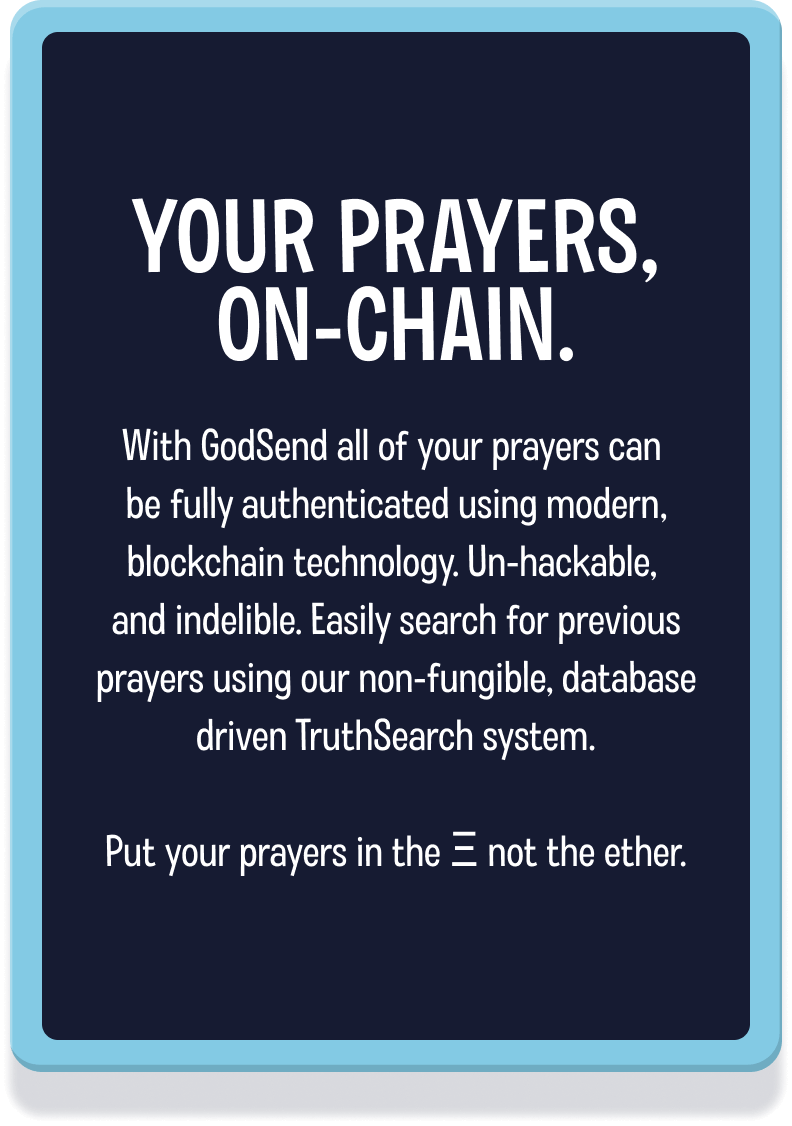 YOUR PRAYERS,
ON-CHAIN.
With GodSend all of your prayers can
be fully authenticated using modern,
blockchain technology. Un-hackable,
and indelible. Easily search for previous
prayers using our non-fungible, database
driven TruthSearch system.
Put your prayers in the Ξ not the ether.